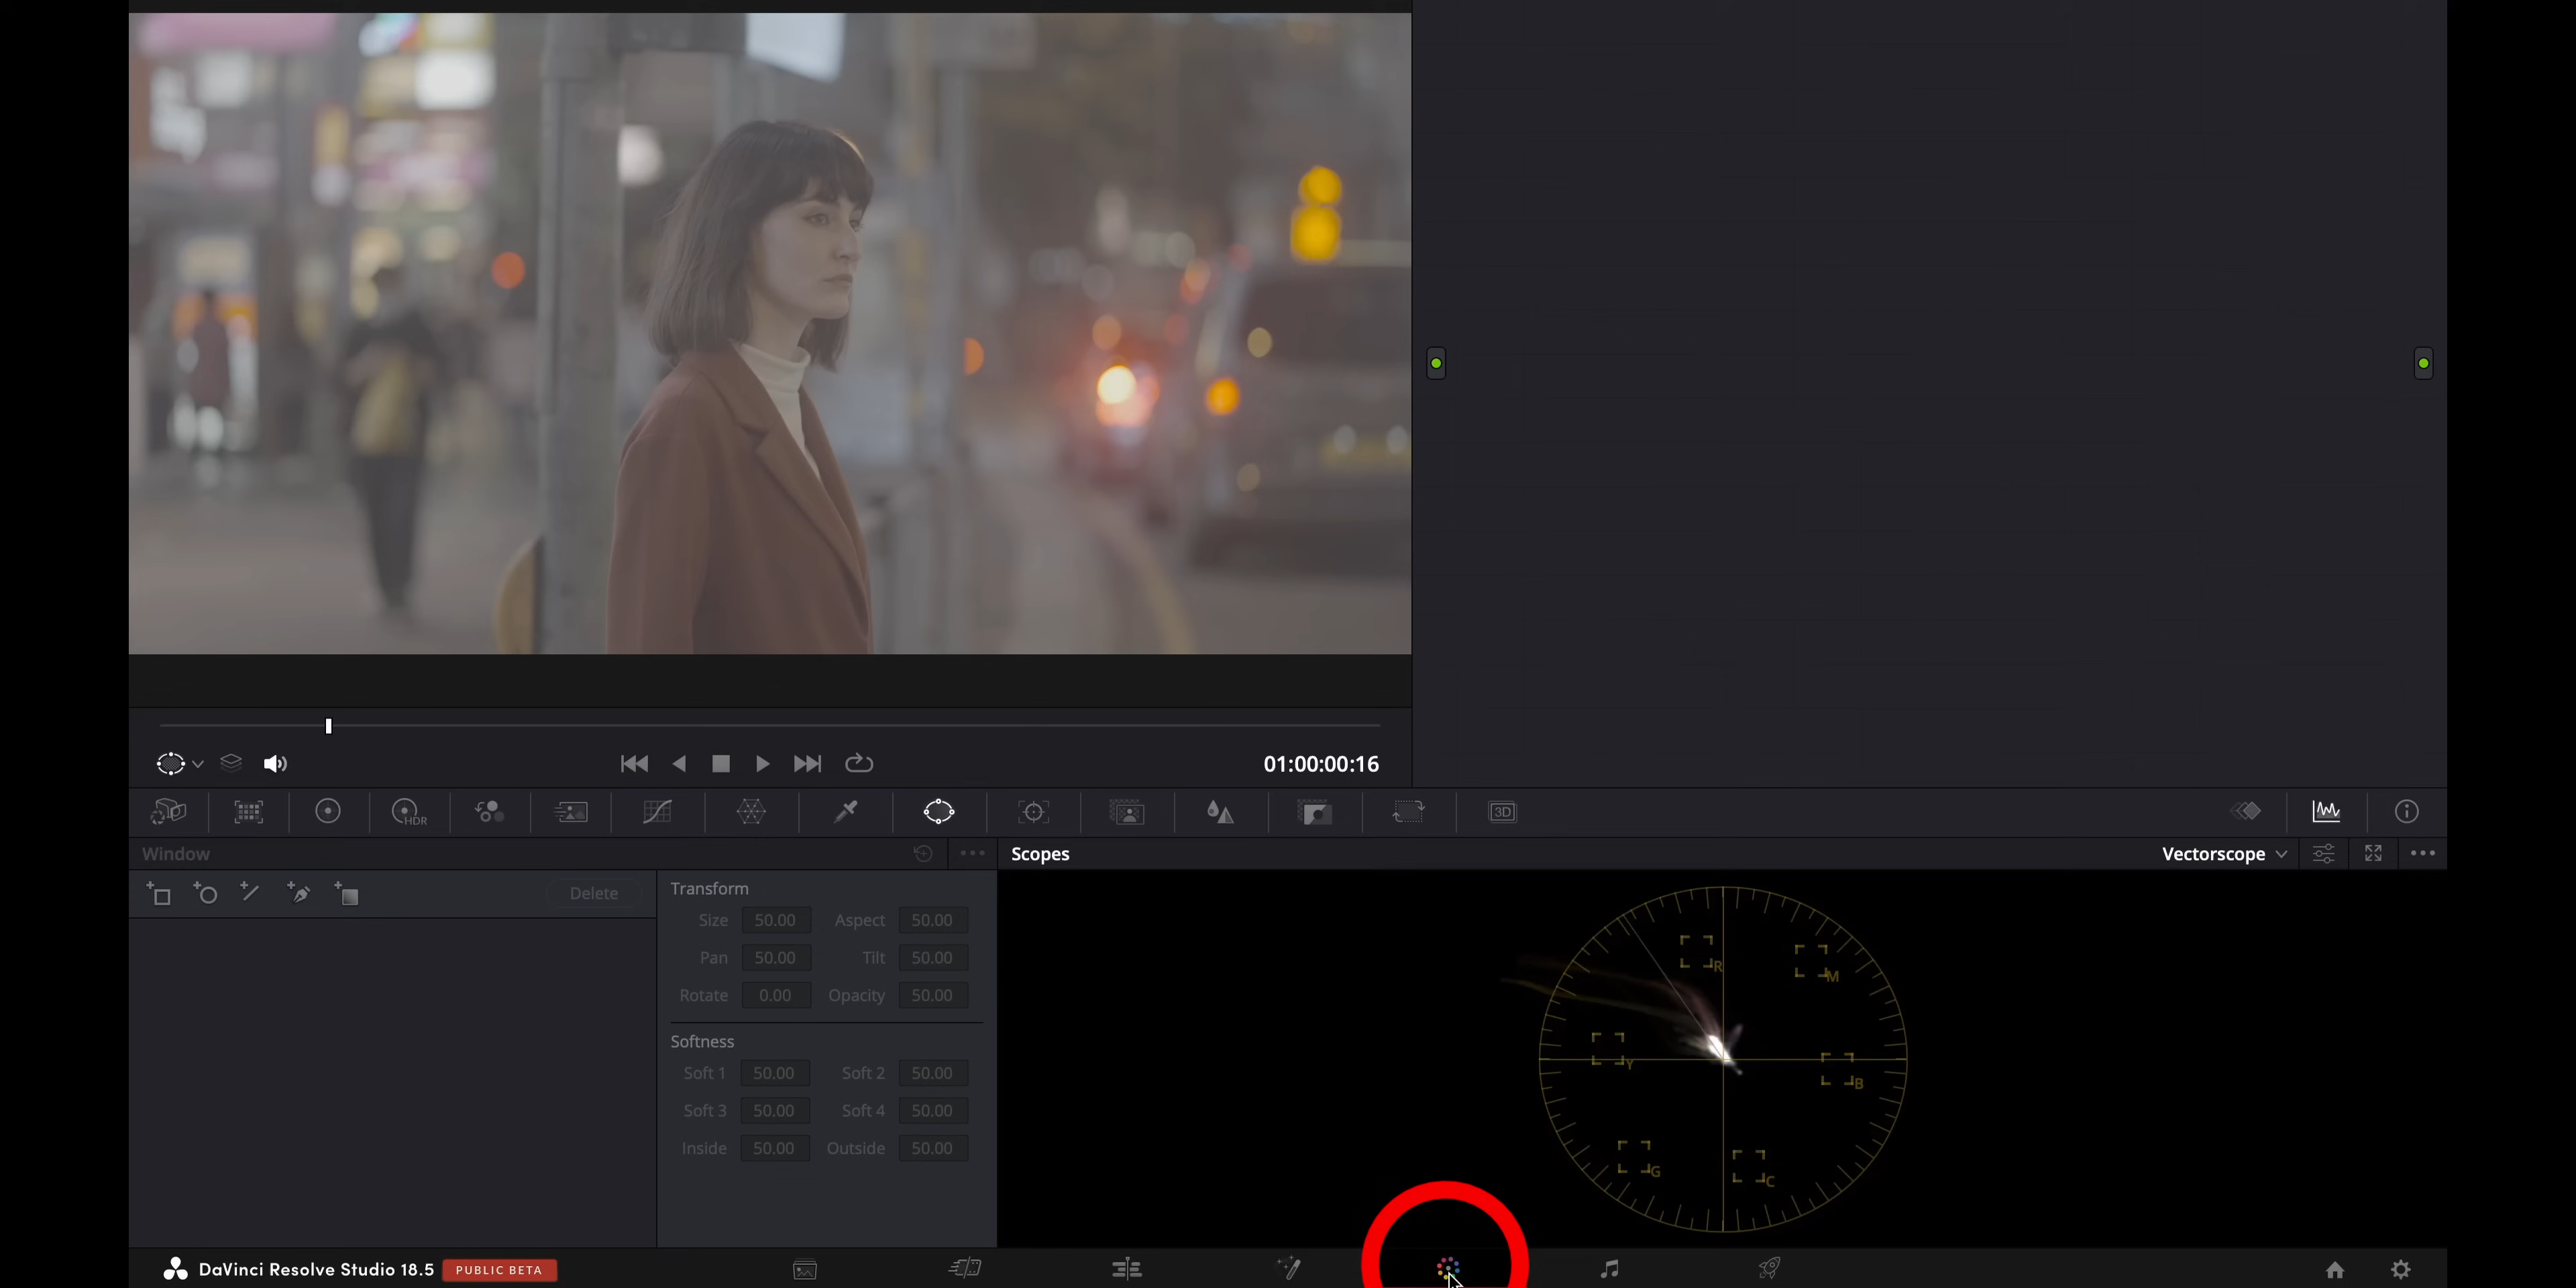 01:00:00:16
HDR
3D
Window
Scopes
Vectorscope
Delete
Transform
Size 50.00 Aspect 50.00
Pan 50.00 Tilt 50.00
Rotate 0.00 Opacity 50.00
Softness
Soft 1 50.00 Soft 2 50.00
Soft 3 50.00 Soft 4 50.00
Inside 50.00 Outside 50.00
R
M
Y
B
G
C
DaVinci Resolve Studio 18.5 PUBLIC BETA